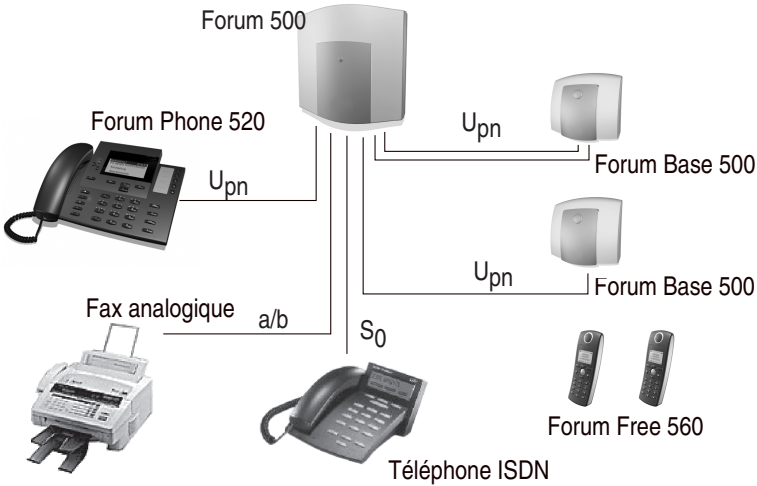 Forum 500
Forum Phone 520
Upn
Forum Base 500
Upn
Upn
Forum Base 500
Fax analogique
a/b
S0
Forum Free 560
Téléphone ISDN